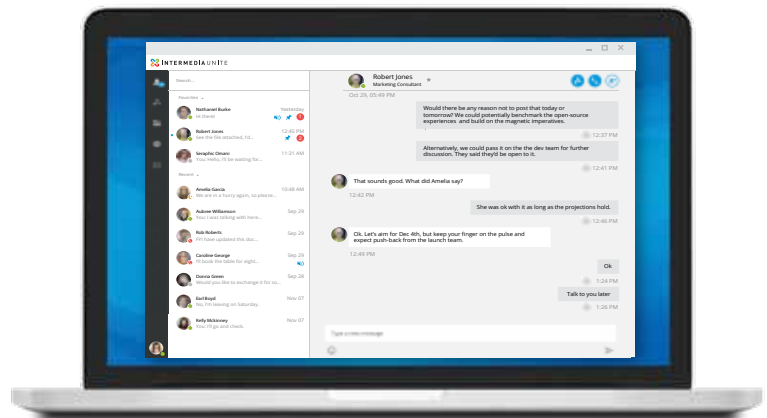 INTERMEDIA UNITE
Search...
Favorites
Nathaniel Burke
Yesterday
Hi there!
1
Robert Jones
12:45 PM
See the file attached, I'd...
2
Seraphic Omaro
11:31 AM
You: Hello, I'll be waiting for...
Recent
Amelia Garcia
10:48 AM
We are in a hurry again, so please...
Aubree Williamson
Sep 29
You: I was talking with here...
Rob Roberts
Sep 29
FYI have updated this doc...
Caroline George
Sep 29
I'll book the table for eight...
Donna Green
Sep 28
Would you like to exchange it for so...
Earl Boyd
Nov 07
No, I'm leaving on Saturday.
Kelly Mckinney
Nov 07
You: I'll go and check.
Robert Jones
Marketing Consultant
Oct 29, 05:49 PM
Would there be any reason not to post that today or
tomorrow? We could potentially benchmark the open-source
experiences and build on the magnetic imperatives.
12:37 PM
Alternatively, we could pass it on the the dev team for further
discussion. They said they'd be open to it.
12:41 PM
That sounds good. What did Amelia say?
12:42 PM
She was ok with it as long as the projections hold.
12:46 PM
Ok. Let's aim for Dec 4th, but keep your finger on the pulse and
expect push-back from the launch team.
12:49 PM
Ok
1:24 PM
Talk to you later
1:26 PM
Type a new message